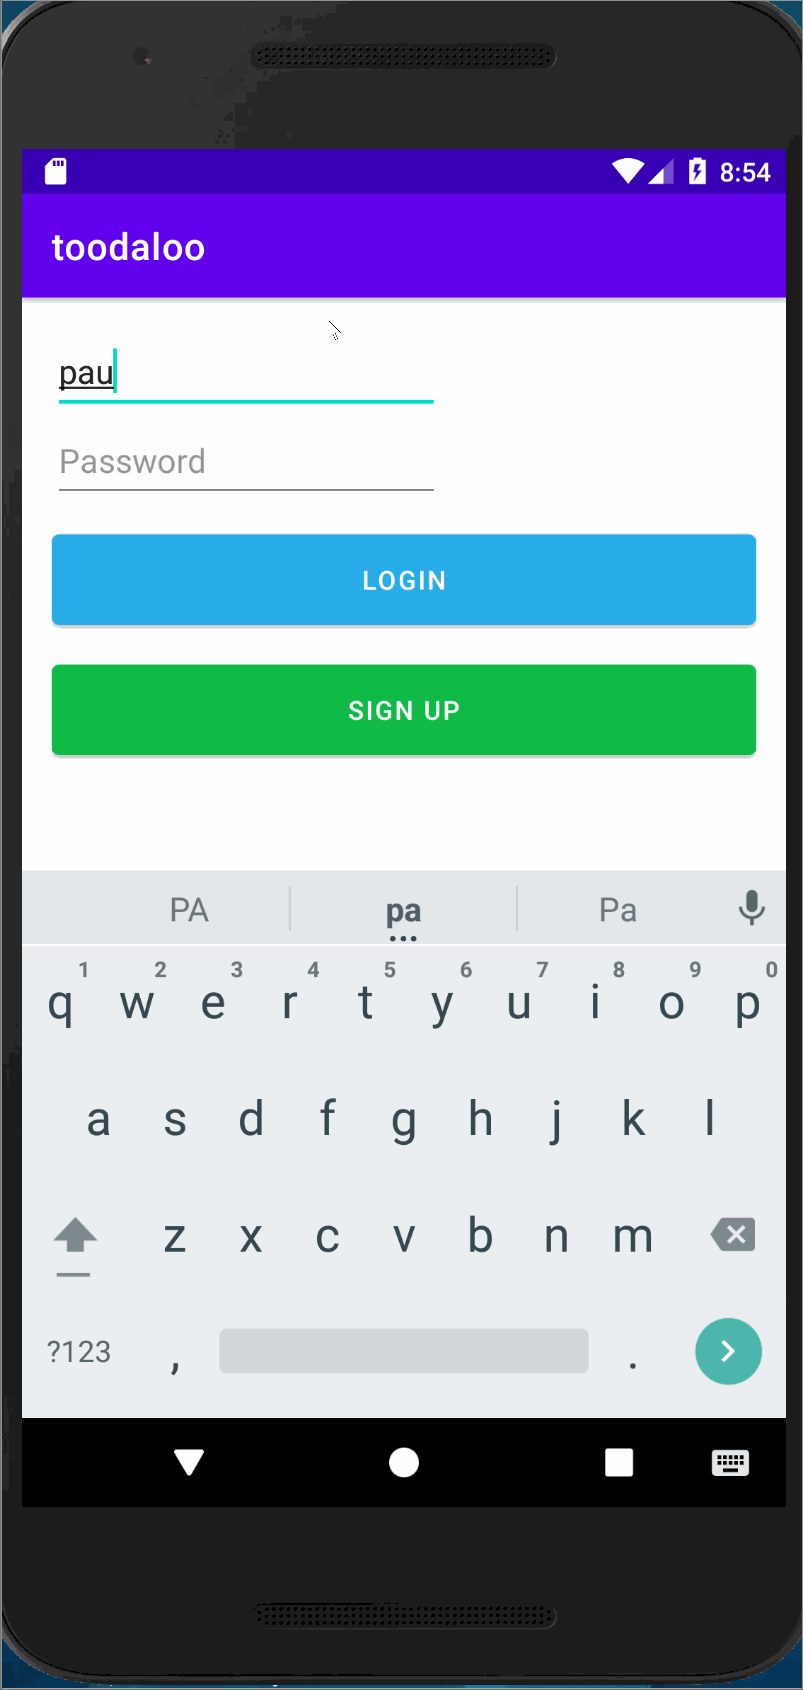 8:54
toodaloo
pau
Password
LOGIN
SIGN UP
PA pa Pa
1 2 3 4 5 6 7 8 9 0
q w e r t y u i o p
a s d f g h j k l
z x c v b n m
?123 , .